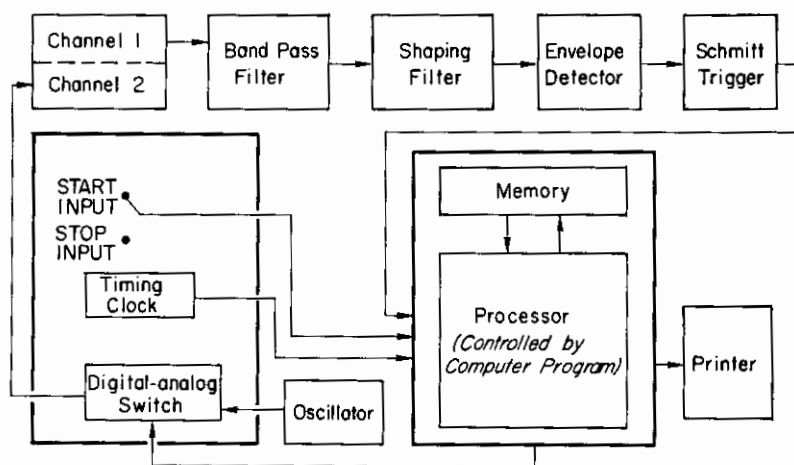 Channel 1
Channel 2
Band Pass
Filter
Shaping
Filter
Envelope
Detector
Schmitt
Trigger
START
INPUT
STOP
INPUT
Timing
Clock
Digital-analog
Switch
Oscillator
Memory
Processor
(Controlled by
Computer Program)
Printer